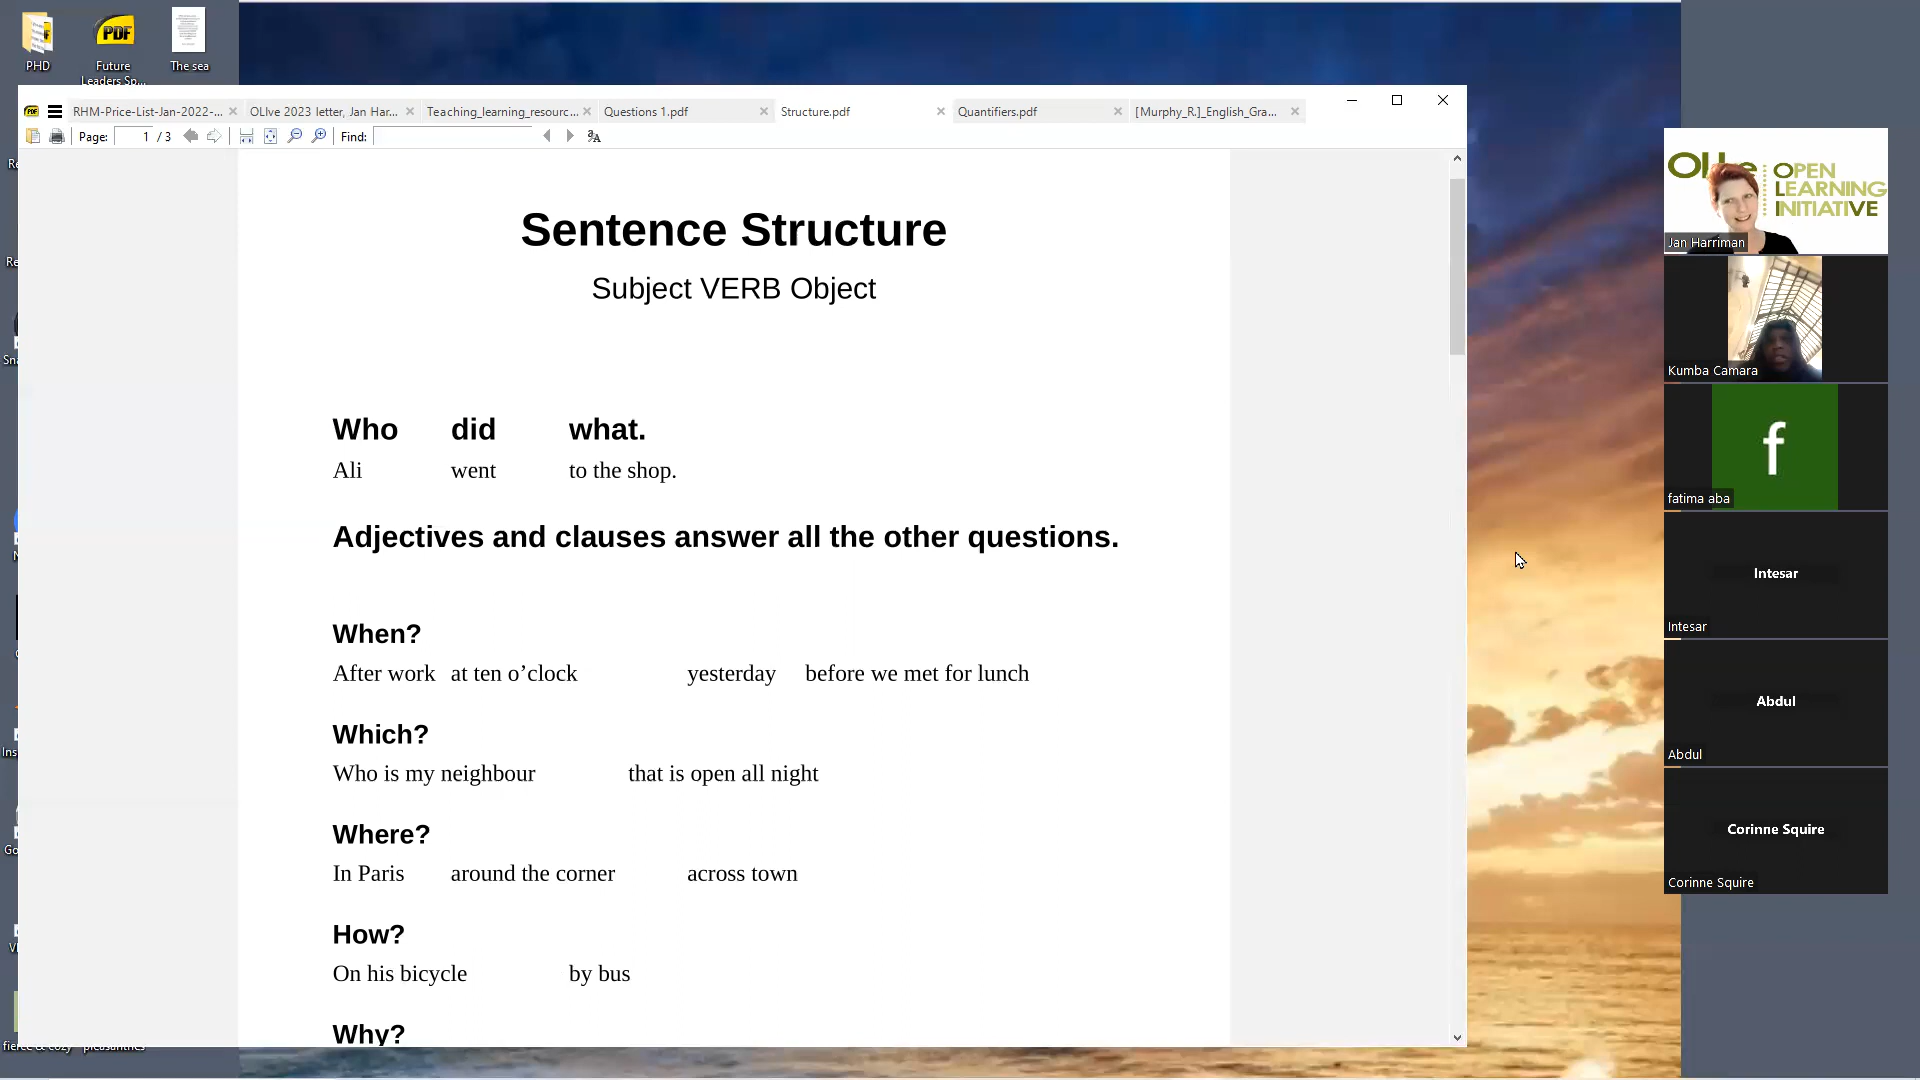 PHD
PDF
Future Leaders Sp...
The sea
RHM-Price-List-Jan-2022-...
OLIve 2023 letter, Jan Har...
Teaching_learning_resourc...
Questions 1.pdf
Structure.pdf
Quantifiers.pdf
[Murphy_R.]_English_Gra...
Page: 1 / 3 Find:
Sentence Structure
Subject VERB Object
Who did what.
Ali went to the shop.
Adjectives and clauses answer all the other questions.
When?
After work at ten o’clock yesterday before we met for lunch
Which?
Who is my neighbour that is open all night
Where?
In Paris around the corner across town
How?
On his bicycle by bus
Why?
OPEN
LEARNING
INITIATIVE
Jan Harriman
Kumba Camara
f
fatima aba
Intesar
Intesar
Abdul
Abdul
Corinne Squire
Corinne Squire